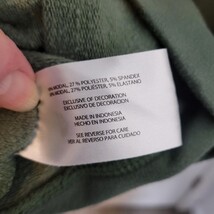 MODAL, 27% POLYESTER, 5% SPANDEX
MODAL, 27% POLIÉSTER, 5% ELASTANO
EXCLUSIVE OF DECORATION
EXCLUSIVO DE DECORACIÓN
MADE IN INDONESIA
HECHO EN INDONESIA
SEE REVERSE FOR CARE
VER AL REVERSO PARA CUIDADO